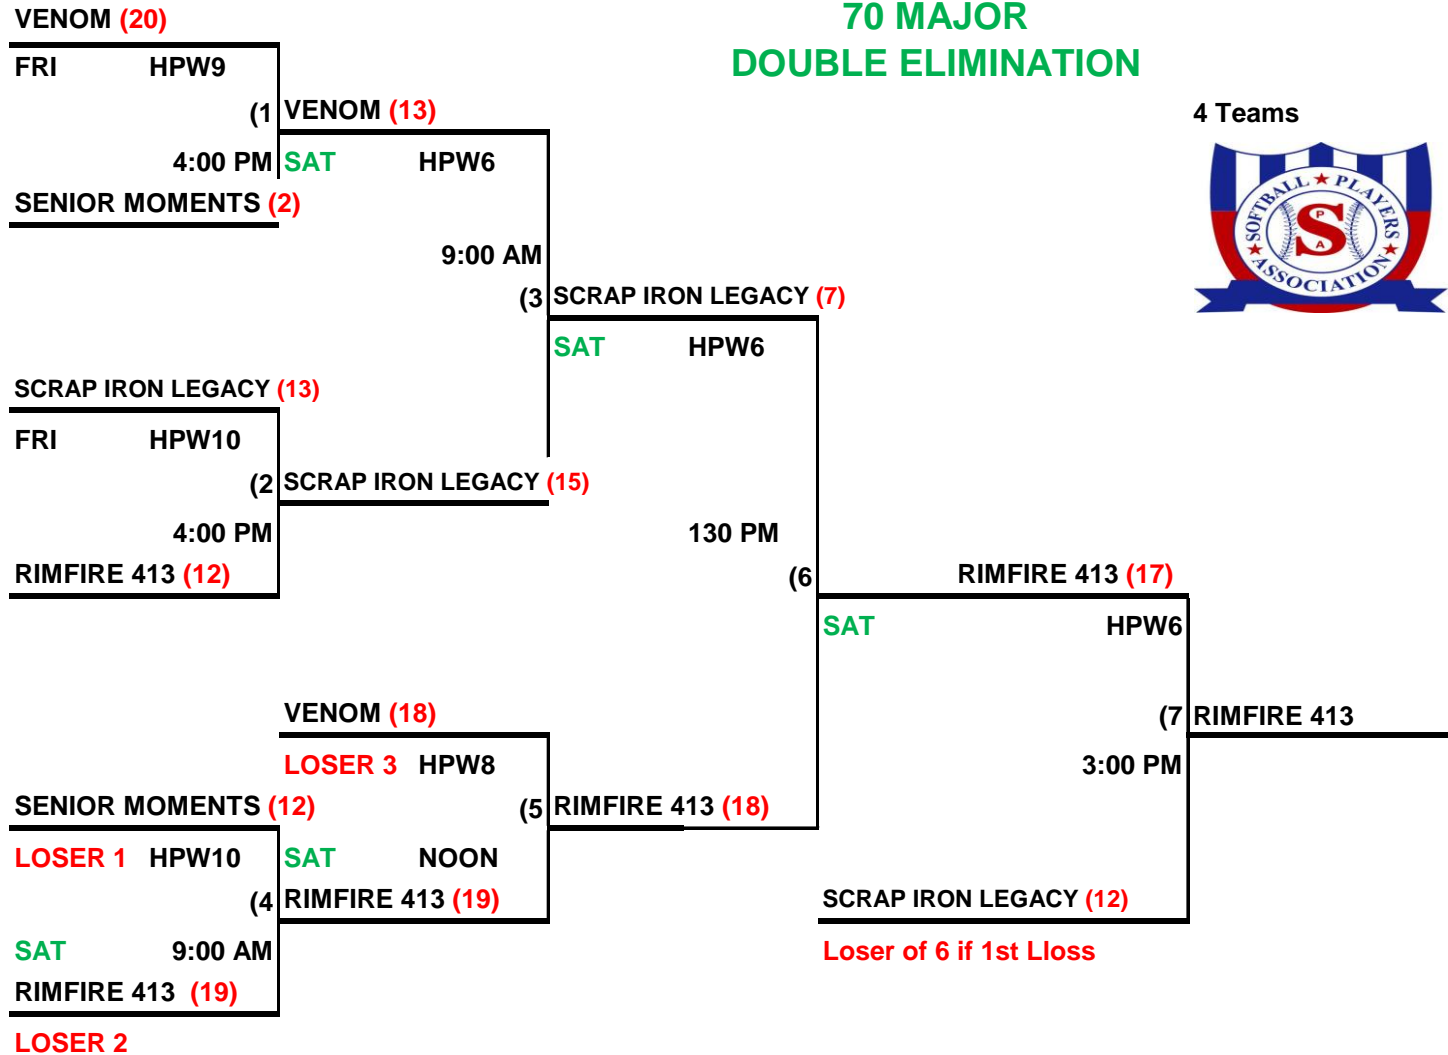 VENOM (20)
70 MAJOR
DOUBLE ELIMINATION
FRI HPW9
(1 VENOM (13)
4 Teams
4:00 PM SAT HPW6
SENIOR MOMENTS (2)
SOFTBALL ★ PLAYERS ★ ASSOCIATION ★
P
S
A
9:00 AM
(3 SCRAP IRON LEGACY (7)
SAT HPW6
SCRAP IRON LEGACY (13)
FRI HPW10
(2 SCRAP IRON LEGACY (15)
4:00 PM
130 PM
RIMFIRE 413 (12)
(6 RIMFIRE 413 (17)
SAT HPW6
VENOM (18)
(7 RIMFIRE 413
LOSER 3 HPW8
3:00 PM
SENIOR MOMENTS (12)
(5 RIMFIRE 413 (18)
LOSER 1 HPW10 SAT NOON
(4 RIMFIRE 413 (19)
SCRAP IRON LEGACY (12)
SAT 9:00 AM
Loser of 6 if 1st Lloss
RIMFIRE 413 (19)
LOSER 2